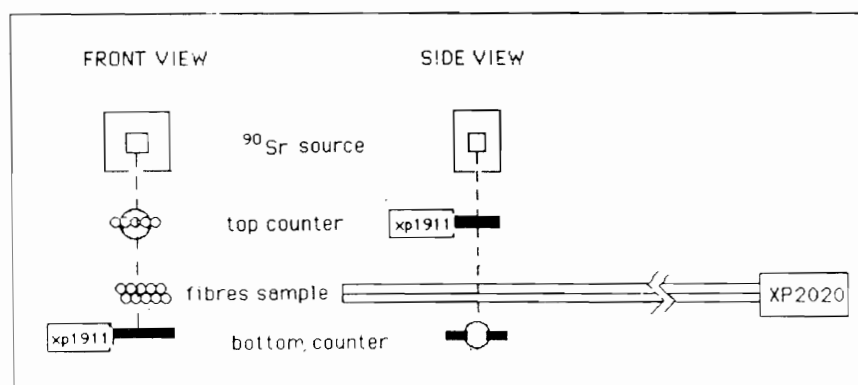 FRONT VIEW SIDE VIEW
⁹⁰Sr source
top counter xp1911
fibres sample XP2020
xp1911 bottom counter